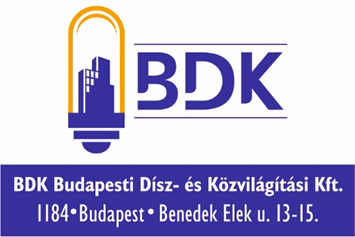 BDK
BDK Budapesti Dísz- és Közvilágítási Kft.
1184•Budapest• Benedek Elek u. 13-15.